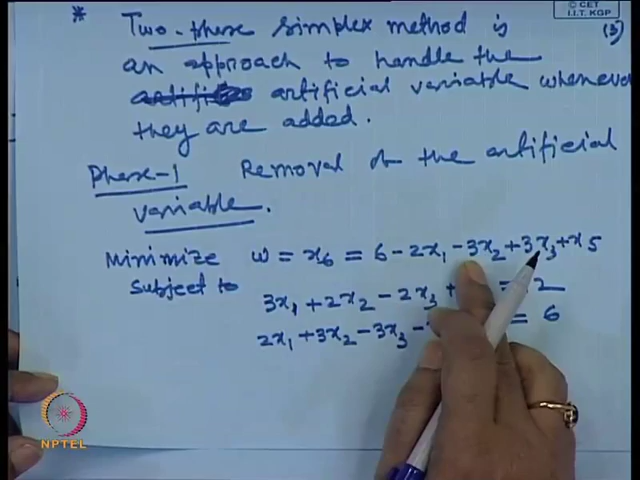 © CET
I.I.T. KGP
(3)
* Two-phase simplex method is
an approach to handle the
artificial variable whenever
they are added.
Phase-1 Removal of the artificial
variable.
Minimize w = x6 = 6 - 2x1 - 3x2 + 3x3 + x5
Subject to
3x1 + 2x2 - 2x3 + = 2
2x1 + 3x2 - 3x3 - = 6
NPTEL